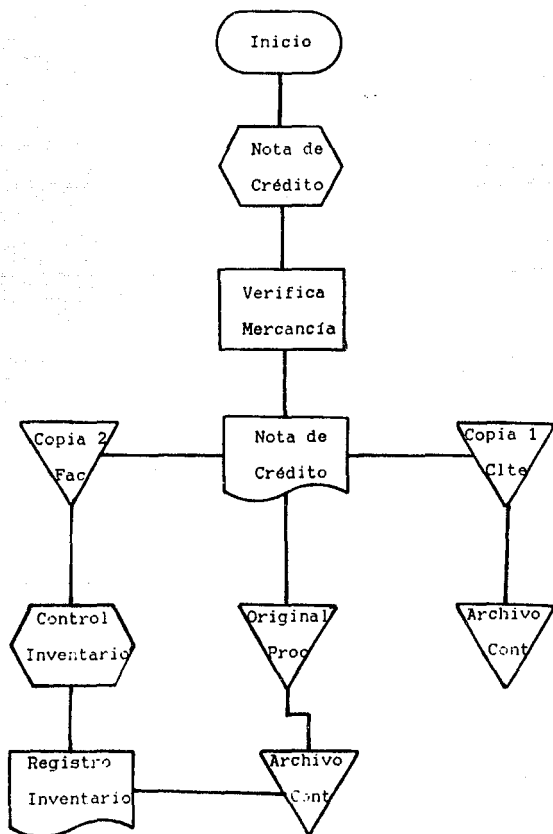 Inicio
Nota de
Crédito
Verifica
Mercancía
Copia 2
Fac
Nota de
Crédito
Copia 1
Clte
Control
Inventario
Original
Proc
Archivo
Cont
Registro
Inventario
Archivo
Cont